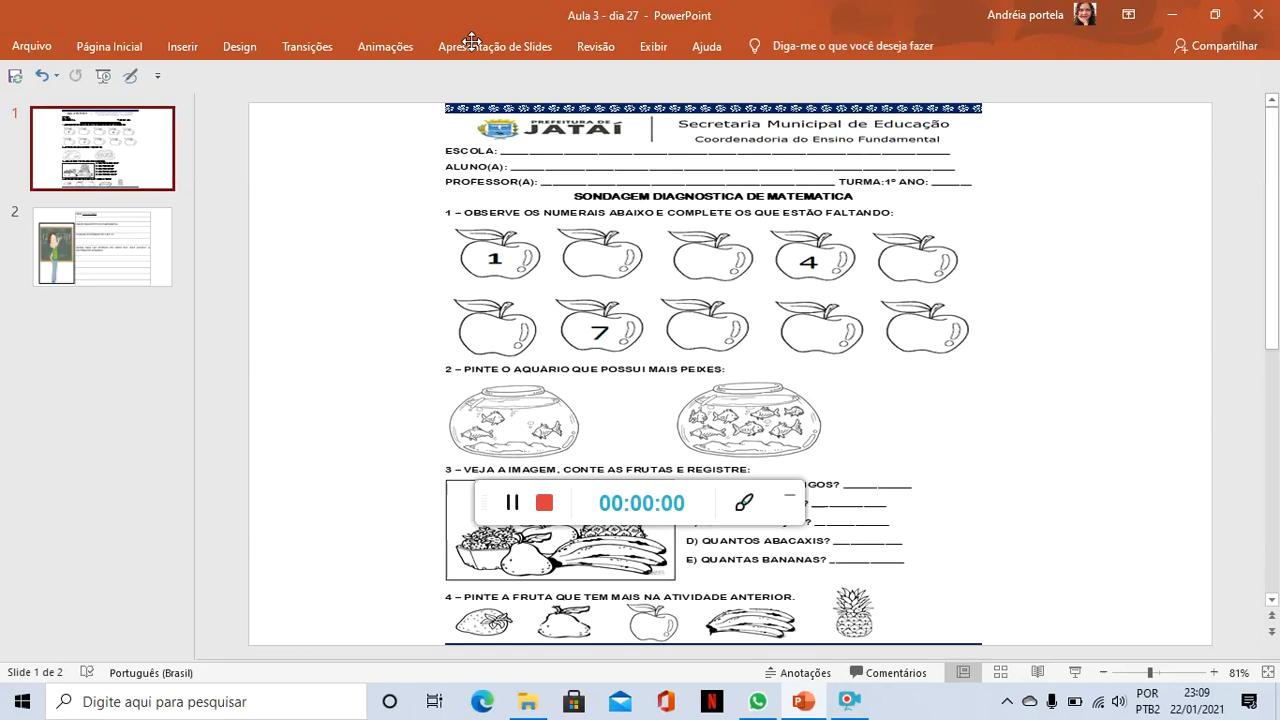 Aula 3 - dia 27 - PowerPoint
Andréia portela
Arquivo Página Inicial Inserir Design Transições Animações Apresentação de Slides Revisão Exibir Ajuda Diga-me o que você deseja fazer Compartilhar
1
2
PREFEITURA DE
JATAÍ
Secretaria Municipal de Educação
Coordenadoria do Ensino Fundamental
ESCOLA:
ALUNO(A):
PROFESSOR(A): TURMA:1º ANO:
SONDAGEM DIAGNOSTICA DE MATEMATICA
1 – OBSERVE OS NUMERAIS ABAIXO E COMPLETE OS QUE ESTÃO FALTANDO:
1 4
7
2 – PINTE O AQUÁRIO QUE POSSUI MAIS PEIXES:
3 – VEJA A IMAGEM, CONTE AS FRUTAS E REGISTRE:
00:00:00
D) QUANTOS ABACAXIS?
E) QUANTAS BANANAS?
4 – PINTE A FRUTA QUE TEM MAIS NA ATIVIDADE ANTERIOR.
Slide 1 de 2 Português (Brasil) Anotações Comentários 81%
Digite aqui para pesquisar
POR
PTB2
23:09
22/01/2021